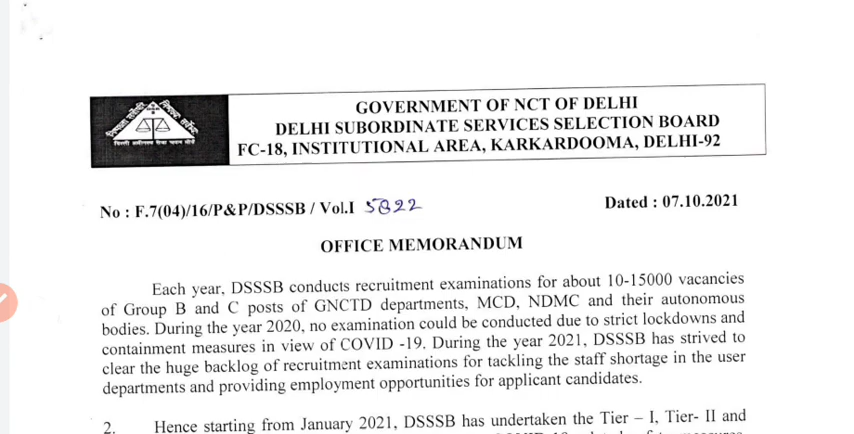 GOVERNMENT OF NCT OF DELHI
DELHI SUBORDINATE SERVICES SELECTION BOARD
FC-18, INSTITUTIONAL AREA, KARKARDOOMA, DELHI-92
No : F.7(04)/16/P&P/DSSSB / Vol.I 5822
Dated : 07.10.2021
OFFICE MEMORANDUM
Each year, DSSSB conducts recruitment examinations for about 10-15000 vacancies
of Group B and C posts of GNCTD departments, MCD, NDMC and their autonomous
bodies. During the year 2020, no examination could be conducted due to strict lockdowns and
containment measures in view of COVID -19. During the year 2021, DSSSB has strived to
clear the huge backlog of recruitment examinations for tackling the staff shortage in the user
departments and providing employment opportunities for applicant candidates.
2. Hence starting from January 2021, DSSSB has undertaken the Tier – I, Tier- II and